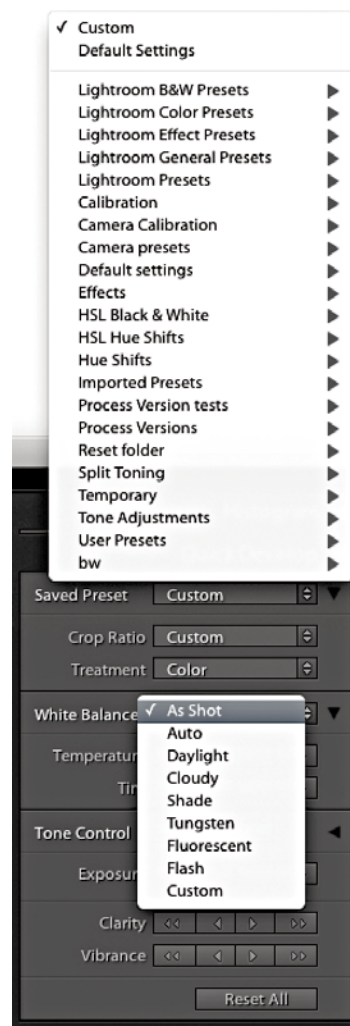 ✓ Custom
Default Settings
Lightroom B&W Presets
Lightroom Color Presets
Lightroom Effect Presets
Lightroom General Presets
Lightroom Presets
Calibration
Camera Calibration
Camera presets
Default settings
Effects
HSL Black & White
HSL Hue Shifts
Hue Shifts
Imported Presets
Process Version tests
Process Versions
Reset folder
Split Toning
Temporary
Tone Adjustments
User Presets
bw
Saved Preset Custom
Crop Ratio Custom
Treatment Color
White Balance ✓ As Shot
Auto
Daylight
Temperatur
Cloudy
Shade
Tin
Tungsten
Tone Control
Fluorescent
Flash
Exposur
Custom
Clarity
Vibrance
Reset All